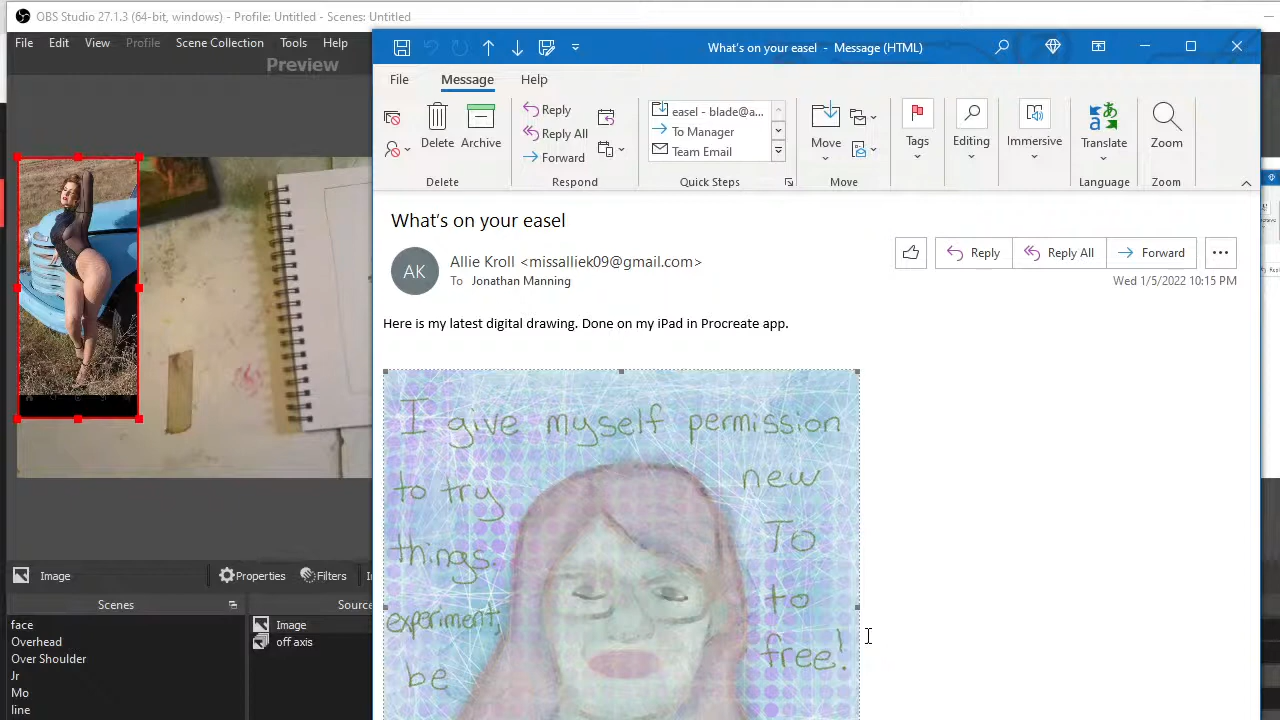 OBS Studio 27.1.3 (64-bit, windows) - Profile: Untitled - Scenes: Untitled
File Edit View Profile Scene Collection Tools Help
Preview
What's on your easel - Message (HTML)
File Message Help
Delete
Archive
Reply
Reply All
Forward
easel - blade@a...
To Manager
Team Email
Move
Tags
Editing
Immersive
Translate
Zoom
Delete Respond Quick Steps Move Language Zoom
What's on your easel
AK
Allie Kroll <missalliek09@gmail.com>
To Jonathan Manning
Reply Reply All Forward
Wed 1/5/2022 10:15 PM
Here is my latest digital drawing. Done on my iPad in Procreate app.
I give myself permission
to try new
things. To
experiment, to
be free!
Image Properties Filters
Scenes
face
Overhead
Over Shoulder
Jr
Mo
line
Source
Image
off axis